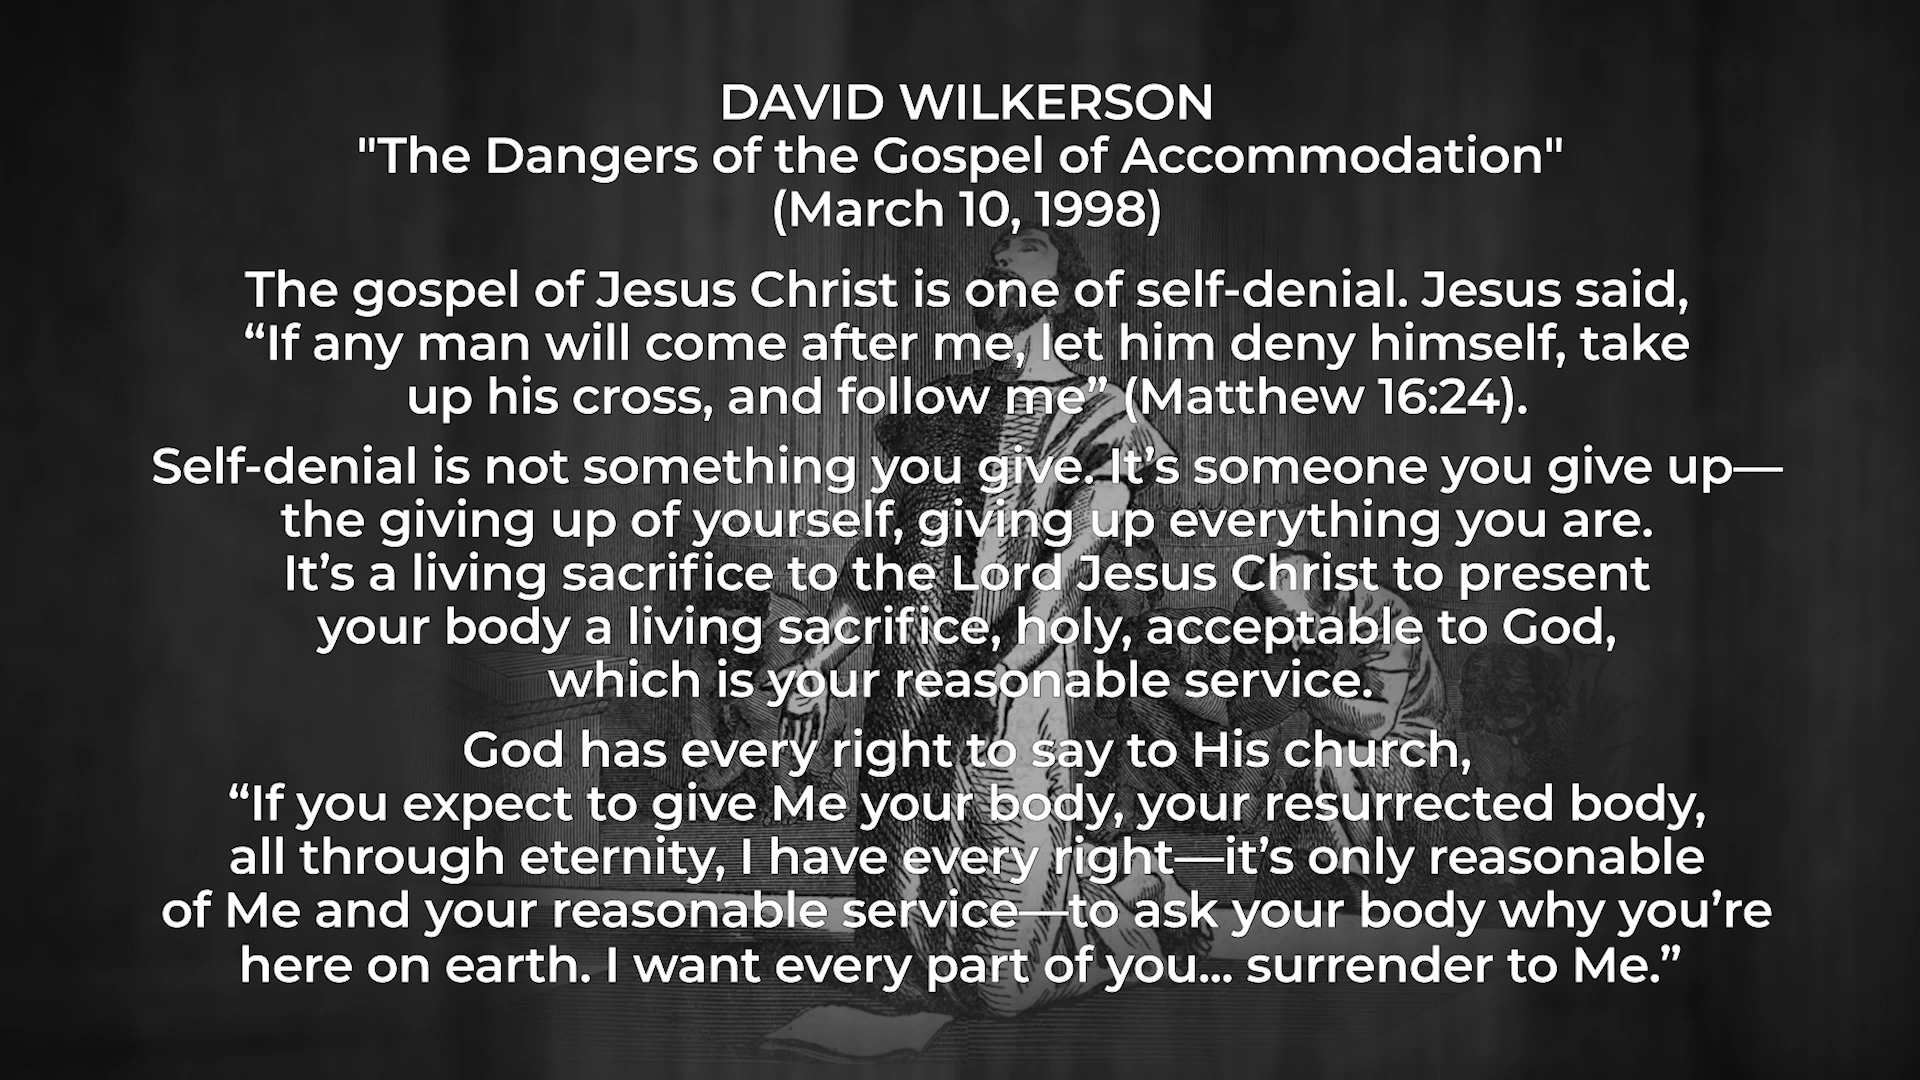 DAVID WILKERSON
"The Dangers of the Gospel of Accommodation"
(March 10, 1998)
The gospel of Jesus Christ is one of self-denial. Jesus said,
“If any man will come after me, let him deny himself, take
up his cross, and follow me” (Matthew 16:24).
Self-denial is not something you give. It’s someone you give up—
the giving up of yourself, giving up everything you are.
It’s a living sacrifice to the Lord Jesus Christ to present
your body a living sacrifice, holy, acceptable to God,
which is your reasonable service.
God has every right to say to His church,
“If you expect to give Me your body, your resurrected body,
all through eternity, I have every right—it’s only reasonable
of Me and your reasonable service—to ask your body why you’re
here on earth. I want every part of you... surrender to Me.”